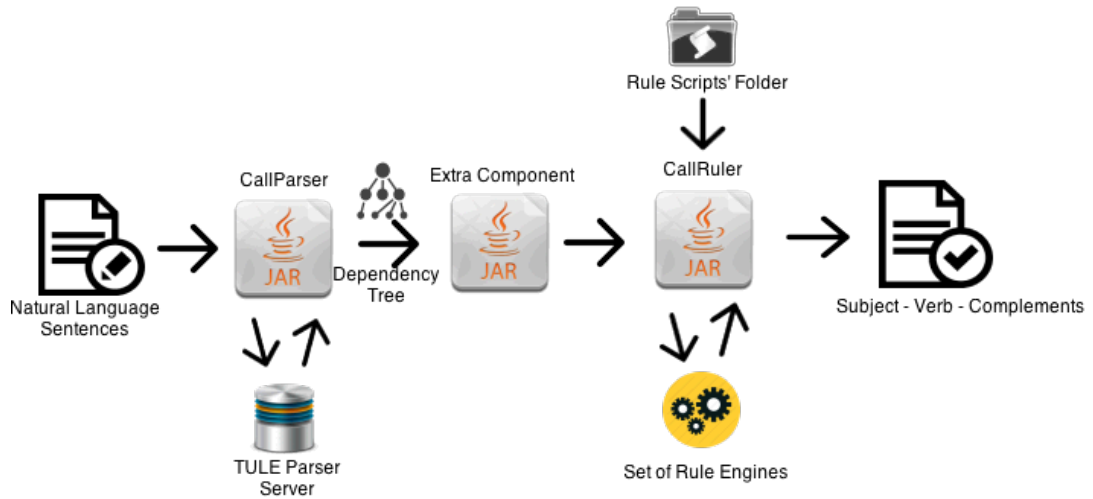 Rule Scripts' Folder
CallParser
Extra Component
CallRuler
JAR
JAR
JAR
Dependency
Tree
Natural Language
Sentences
Subject - Verb - Complements
TULE Parser
Server
Set of Rule Engines